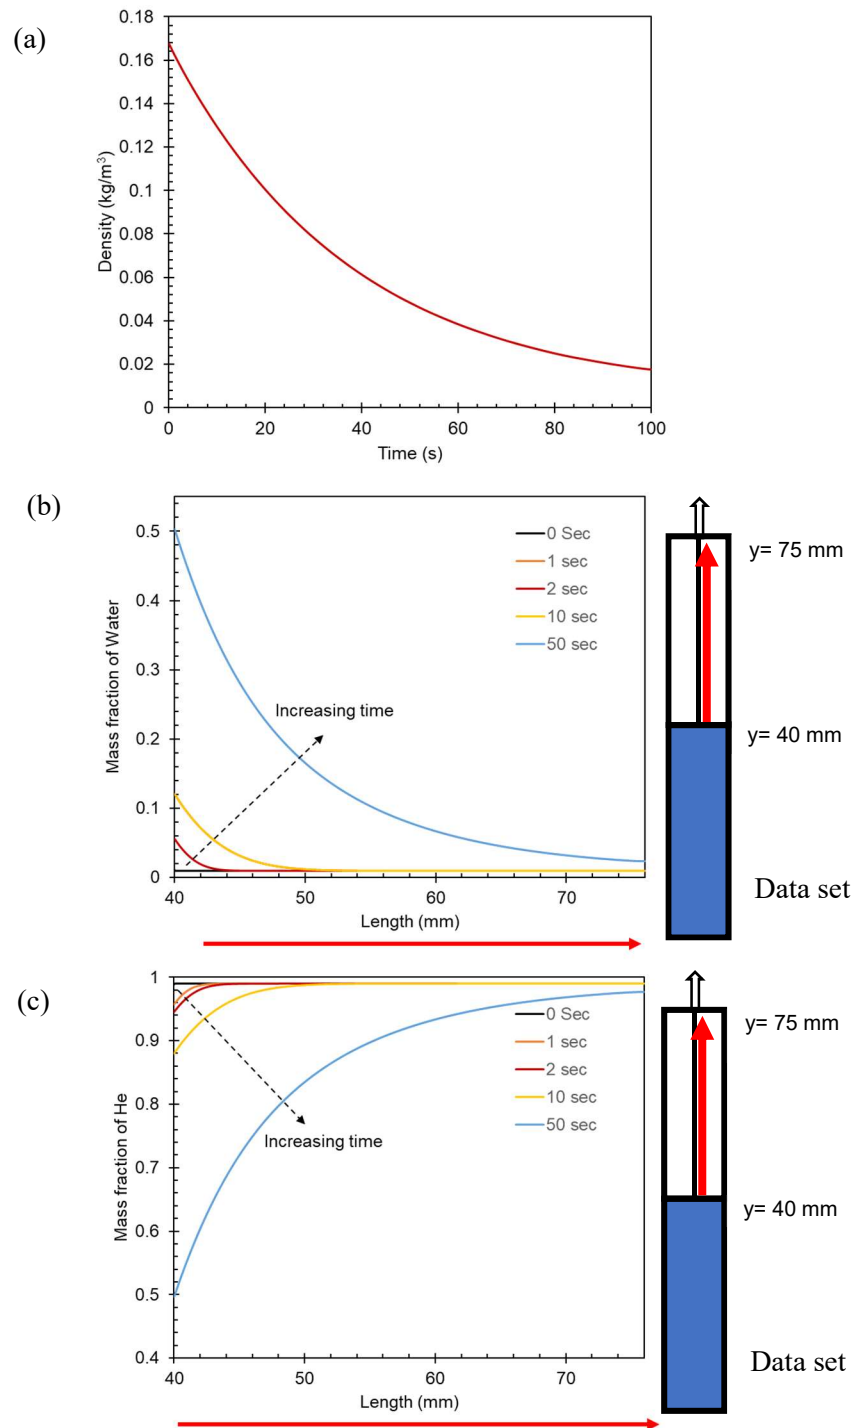 (a)
0.18
0.16
0.14
0.12
0.1
0.08
0.06
0.04
0.02
0
Density (kg/m³)
0 20 40 60 80 100
Time (s)
(b)
0.5
0.4
0.3
0.2
0.1
0
Mass fraction of Water
0 Sec
1 sec
2 sec
10 sec
50 sec
Increasing time
40 50 60 70
Length (mm)
y= 75 mm
y= 40 mm
Data set
(c)
1
0.9
0.8
0.7
0.6
0.5
0.4
Mass fraction of He
0 Sec
1 sec
2 sec
10 sec
50 sec
Increasing time
40 50 60 70
Length (mm)
y= 75 mm
y= 40 mm
Data set